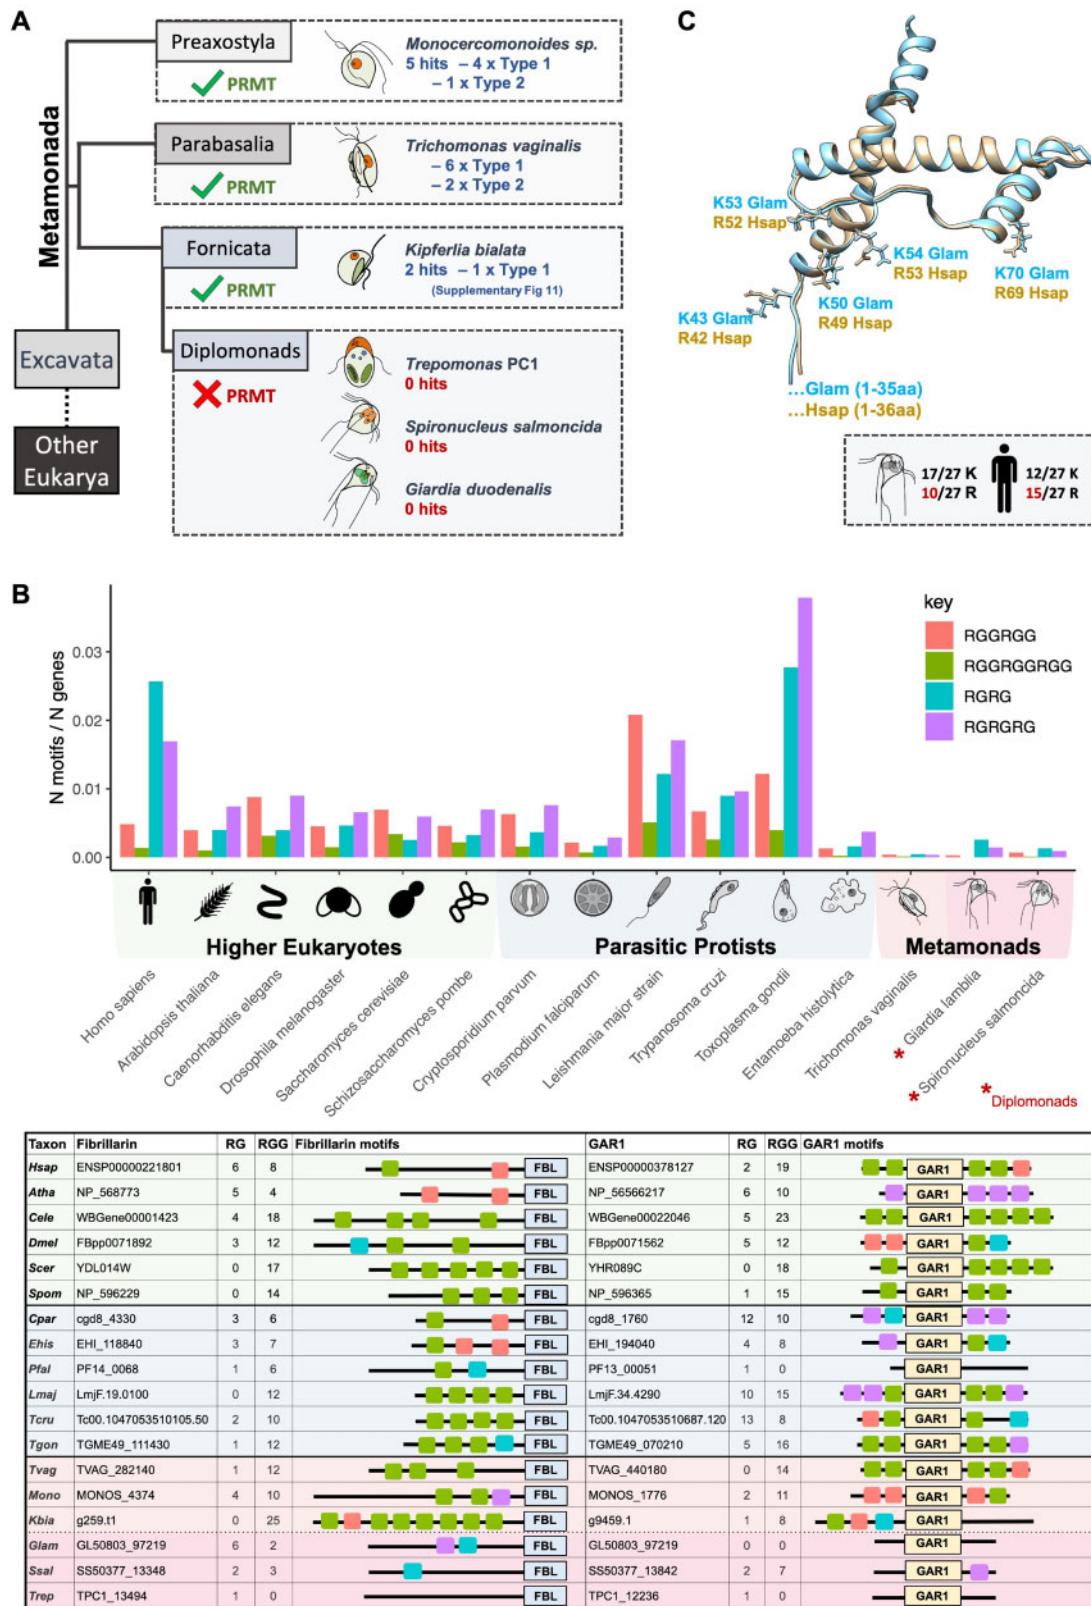 A
Metamonada
Preaxostyla
PRMT
Monocercomonoides sp.
5 hits – 4 x Type 1
– 1 x Type 2
Parabasalia
PRMT
Trichomonas vaginalis
– 6 x Type 1
– 2 x Type 2
Fornicata
PRMT
Kipferlia bialata
2 hits – 1 x Type 1
(Supplementary Fig 11)
Diplomonads
PRMT
Trepomonas PC1
0 hits
Spironucleus salmoncida
0 hits
Giardia duodenalis
0 hits
Excavata
Other
Eukarya
C
K53 Glam
R52 Hsap
K54 Glam
R53 Hsap
K70 Glam
R69 Hsap
K50 Glam
R49 Hsap
K43 Glam
R42 Hsap
...Glam (1-35aa)
...Hsap (1-36aa)
17/27 K
10/27 R
12/27 K
15/27 R
B
N motifs / N genes
0.03
0.02
0.01
0.00
key
RGGRGG
RGGRGGRGG
RGRG
RGRGRG
Higher Eukaryotes
Parasitic Protists
Metamonads
Homo sapiens
Arabidopsis thaliana
Caenorhabditis elegans
Drosophila melanogaster
Saccharomyces cerevisiae
Schizosaccharomyces pombe
Cryptosporidium parvum
Plasmodium falciparum
Leishmania major strain
Trypanosoma cruzi
Toxoplasma gondii
Entamoeba histolytica
Trichomonas vaginalis
* Giardia lamblia
* Spironucleus salmoncida
* Diplomonads
Taxon Fibrillarin RG RGG Fibrillarin motifs GAR1 RG RGG GAR1 motifs
Hsap ENSP00000221801 6 8 FBL ENSP00000378127 2 19 GAR1
Atha NP_568773 5 4 FBL NP_56566217 6 10 GAR1
Cele WBGene00001423 4 18 FBL WBGene00022046 5 23 GAR1
Dmel FBpp0071892 3 12 FBL FBpp0071562 5 12 GAR1
Scer YDL014W 0 17 FBL YHR089C 0 18 GAR1
Spom NP_596229 0 14 FBL NP_596365 1 15 GAR1
Cpar cgd8_4330 3 6 FBL cgd8_1760 12 10 GAR1
Ehis EHI_118840 3 7 FBL EHI_194040 4 8 GAR1
Pfal PF14_0068 1 6 FBL PF13_00051 1 0 GAR1
Lmaj LmjF.19.0100 0 12 FBL LmjF.34.4290 10 15 GAR1
Tcru Tc00.1047053510105.50 2 10 FBL Tc00.1047053510687.120 13 8 GAR1
Tgon TGME49_111430 1 12 FBL TGME49_070210 5 16 GAR1
Tvag TVAG_282140 1 12 FBL TVAG_440180 0 14 GAR1
Mono MONOS_4374 4 10 FBL MONOS_1776 2 11 GAR1
Kbia g259.t1 0 25 FBL g9459.1 1 8 GAR1
Glam GL50803_97219 6 2 FBL GL50803_97219 0 0 GAR1
Ssal SS50377_13348 2 3 FBL SS50377_13842 2 7 GAR1
Trep TPC1_13494 1 0 FBL TPC1_12236 1 0 GAR1